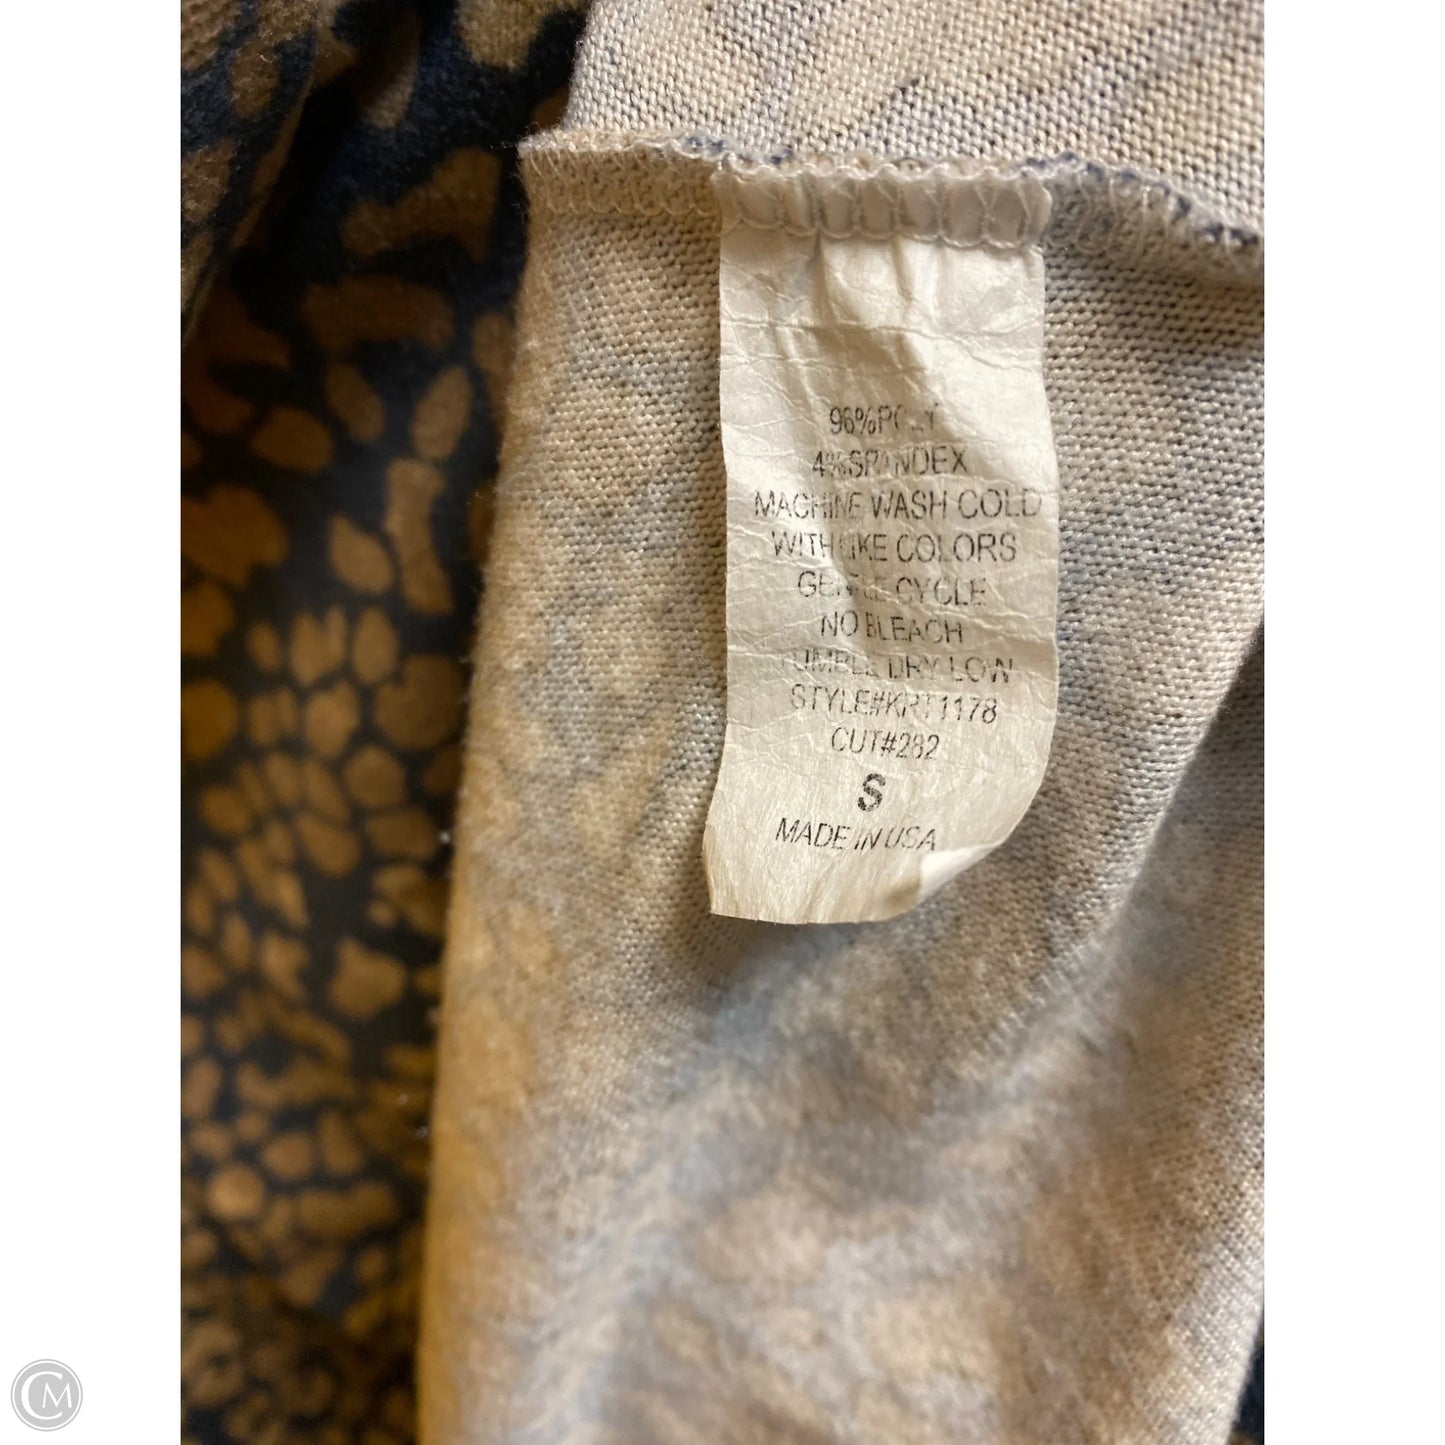 96%POLY
4%SPANDEX
MACHINE WASH COLD
WITH LIKE COLORS
GENTLE CYCLE
NO BLEACH
TUMBLE DRY LOW
STYLE#KRT1178
CUT#282
S
MADE IN USA
CM